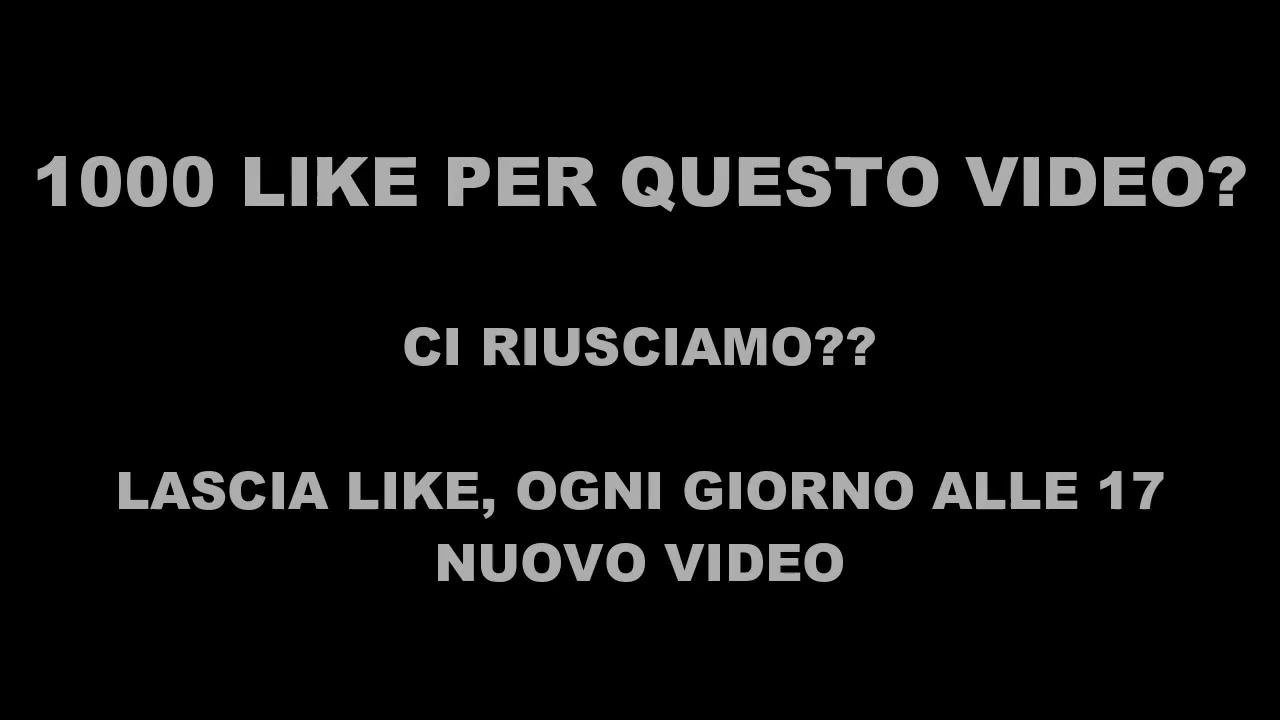 1000 LIKE PER QUESTO VIDEO?
CI RIUSCIAMO??
LASCIA LIKE, OGNI GIORNO ALLE 17
NUOVO VIDEO